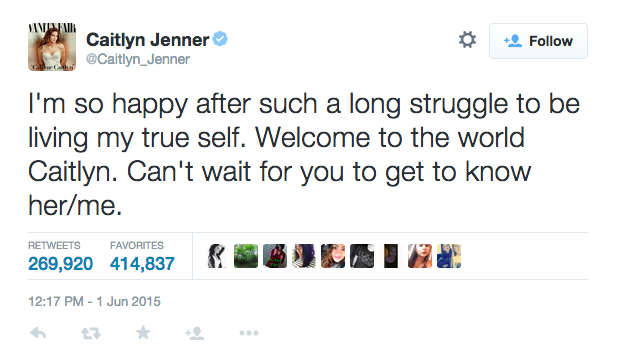 VANITY FAIR
Caitlyn Jenner
@Caitlyn_Jenner
Follow
I'm so happy after such a long struggle to be
living my true self. Welcome to the world
Caitlyn. Can't wait for you to get to know
her/me.
RETWEETS FAVORITES
269,920 414,837
12:17 PM - 1 Jun 2015